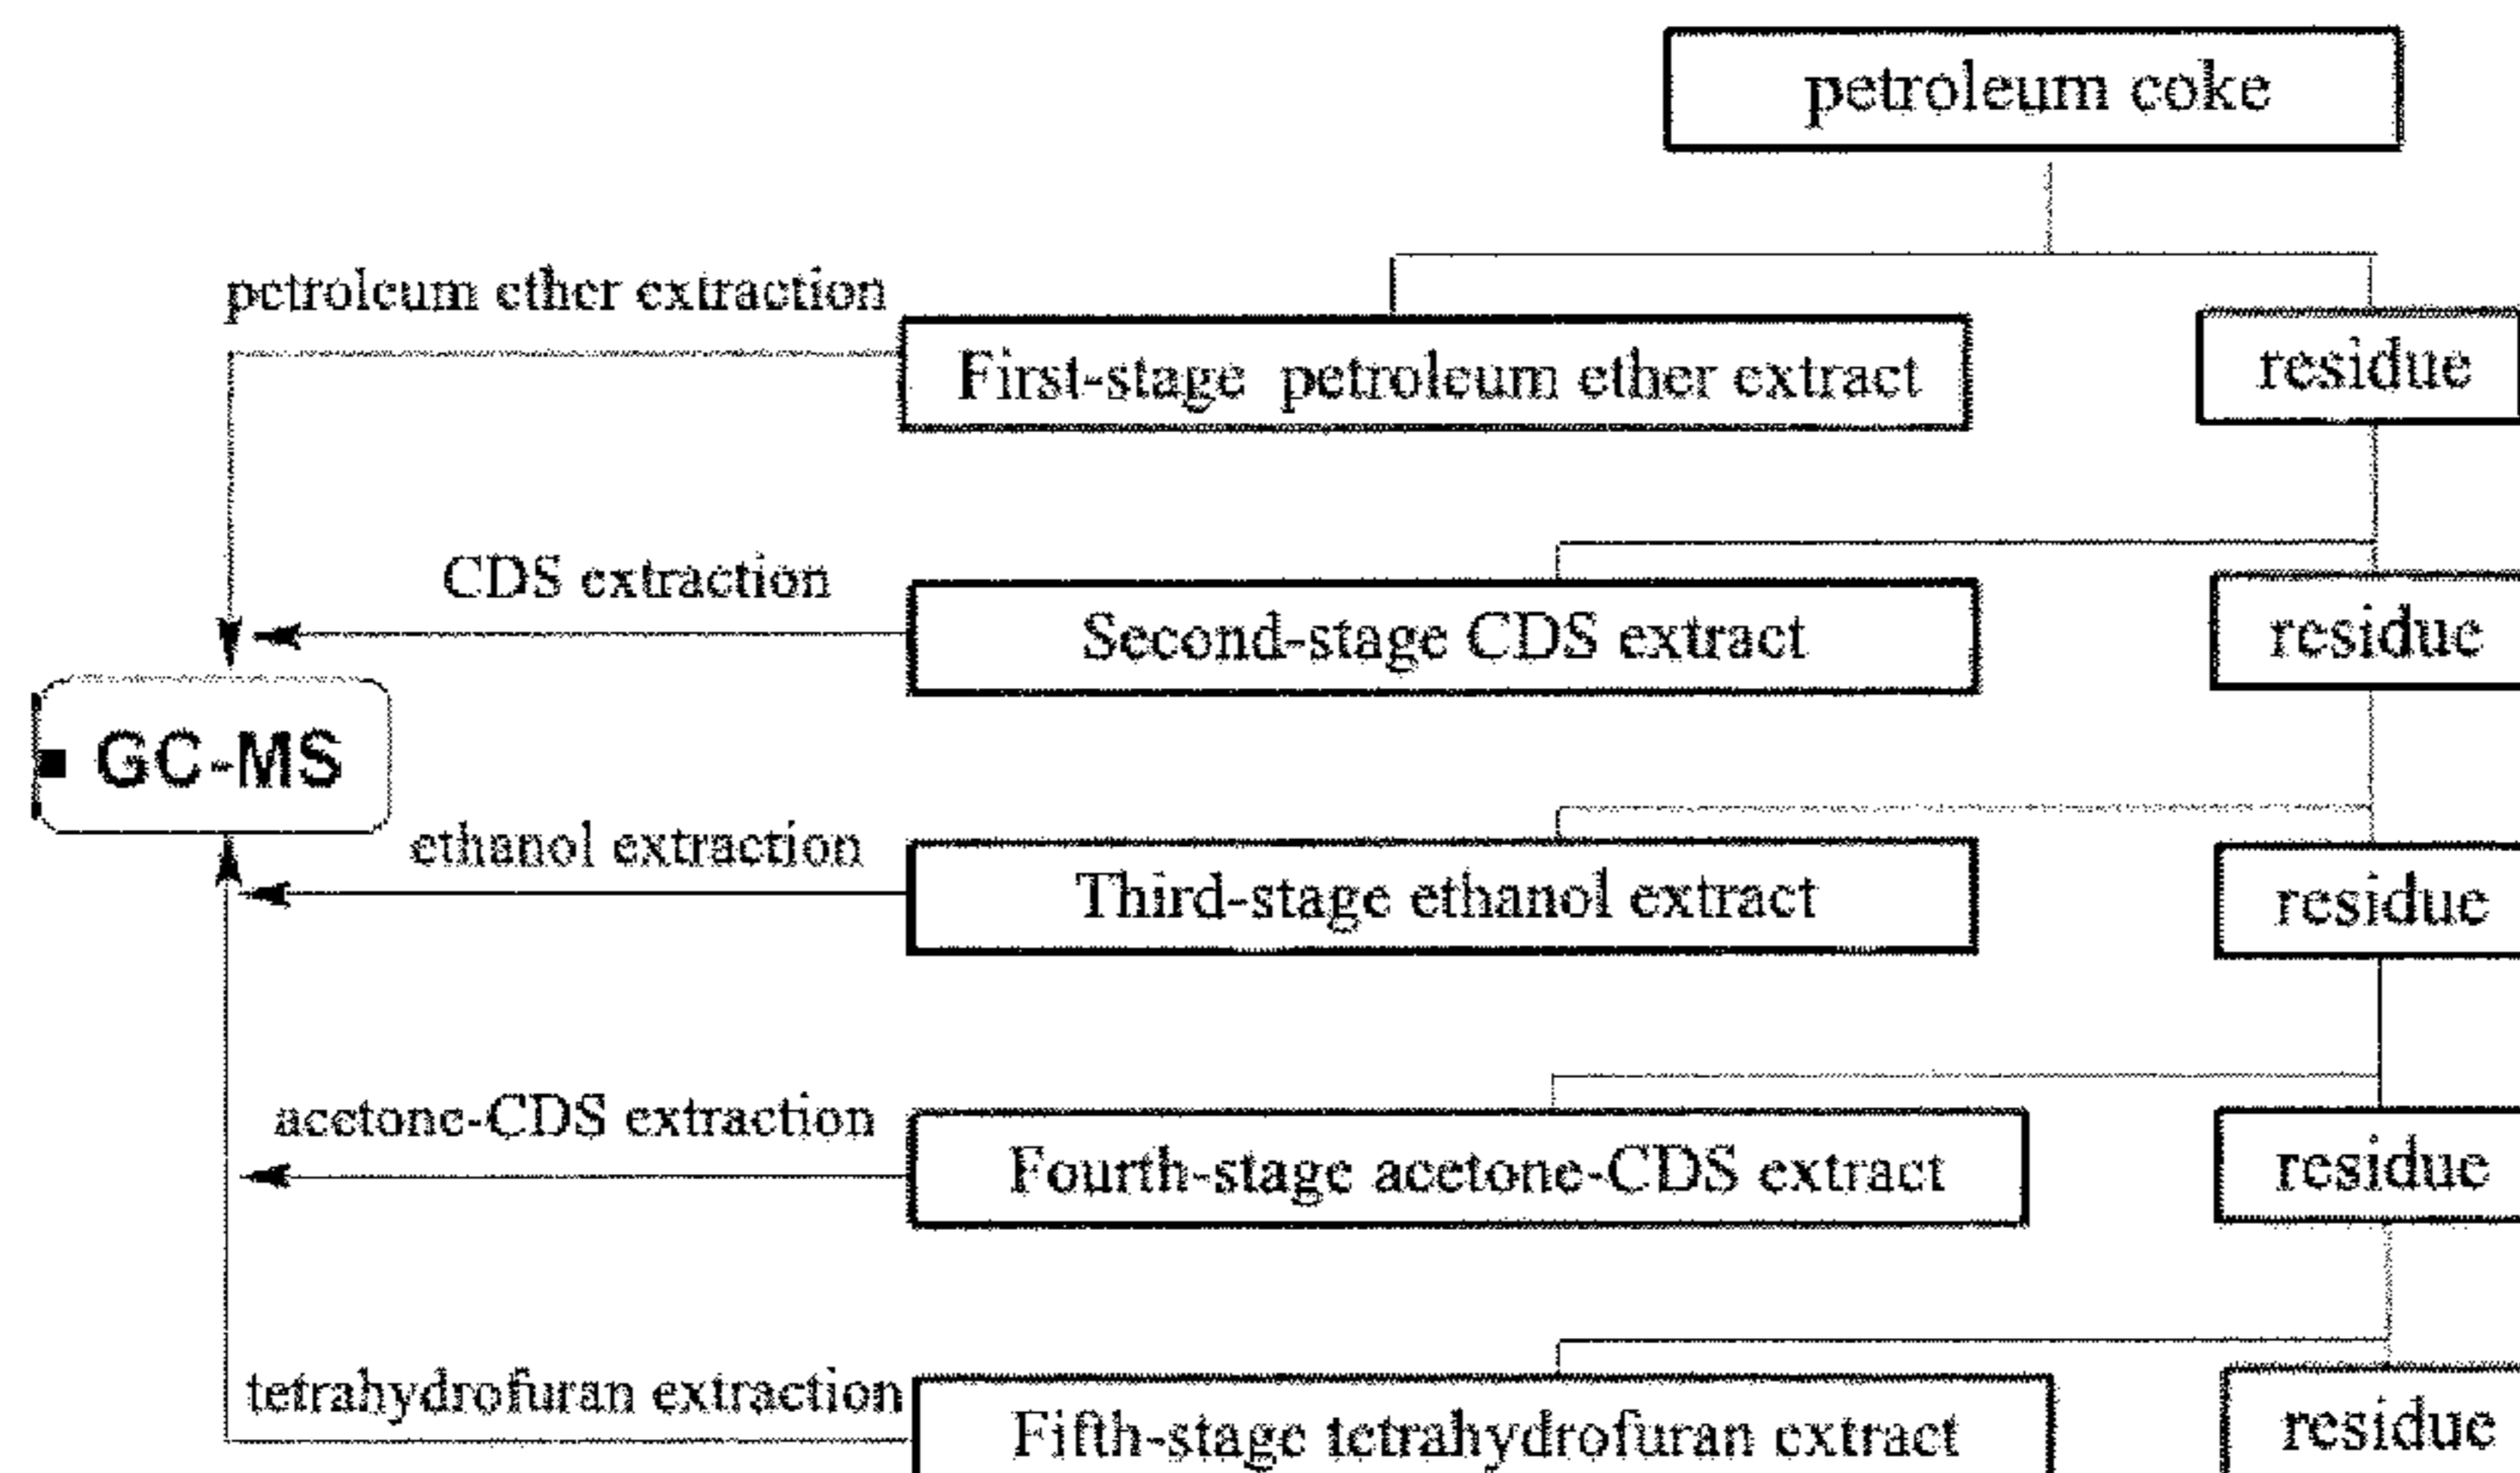 petroleum coke
petroleum ether extraction
First-stage petroleum ether extract
residue
CDS extraction
Second-stage CDS extract
residue
GC-MS
ethanol extraction
Third-stage ethanol extract
residue
acetone-CDS extraction
Fourth-stage acetone-CDS extract
residue
tetrahydrofuran extraction
Fifth-stage tetrahydrofuran extract
residue